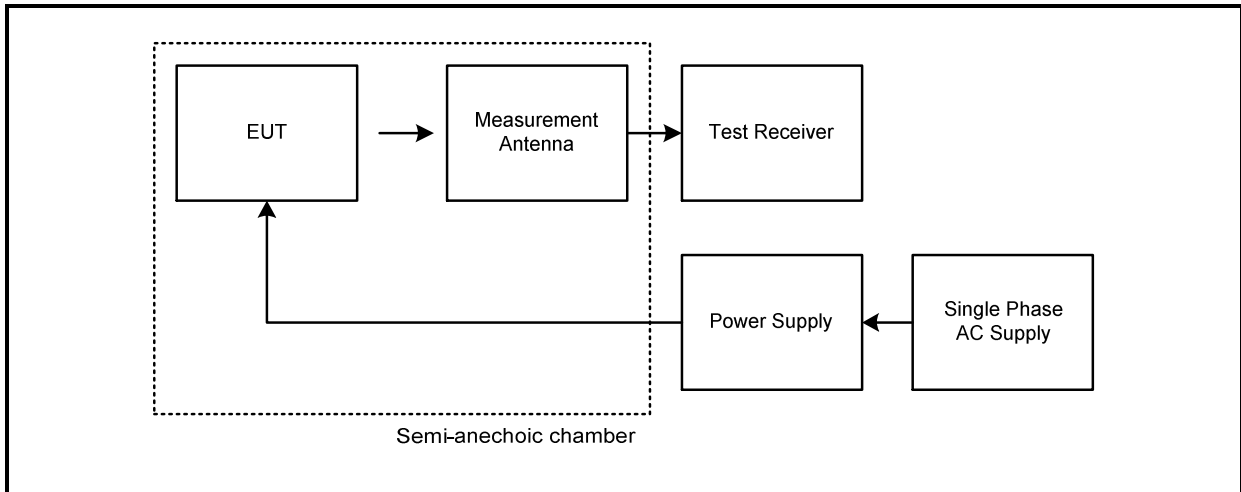 EUT
Measurement
Antenna
Test Receiver
Power Supply
Single Phase
AC Supply
Semi-anechoic chamber